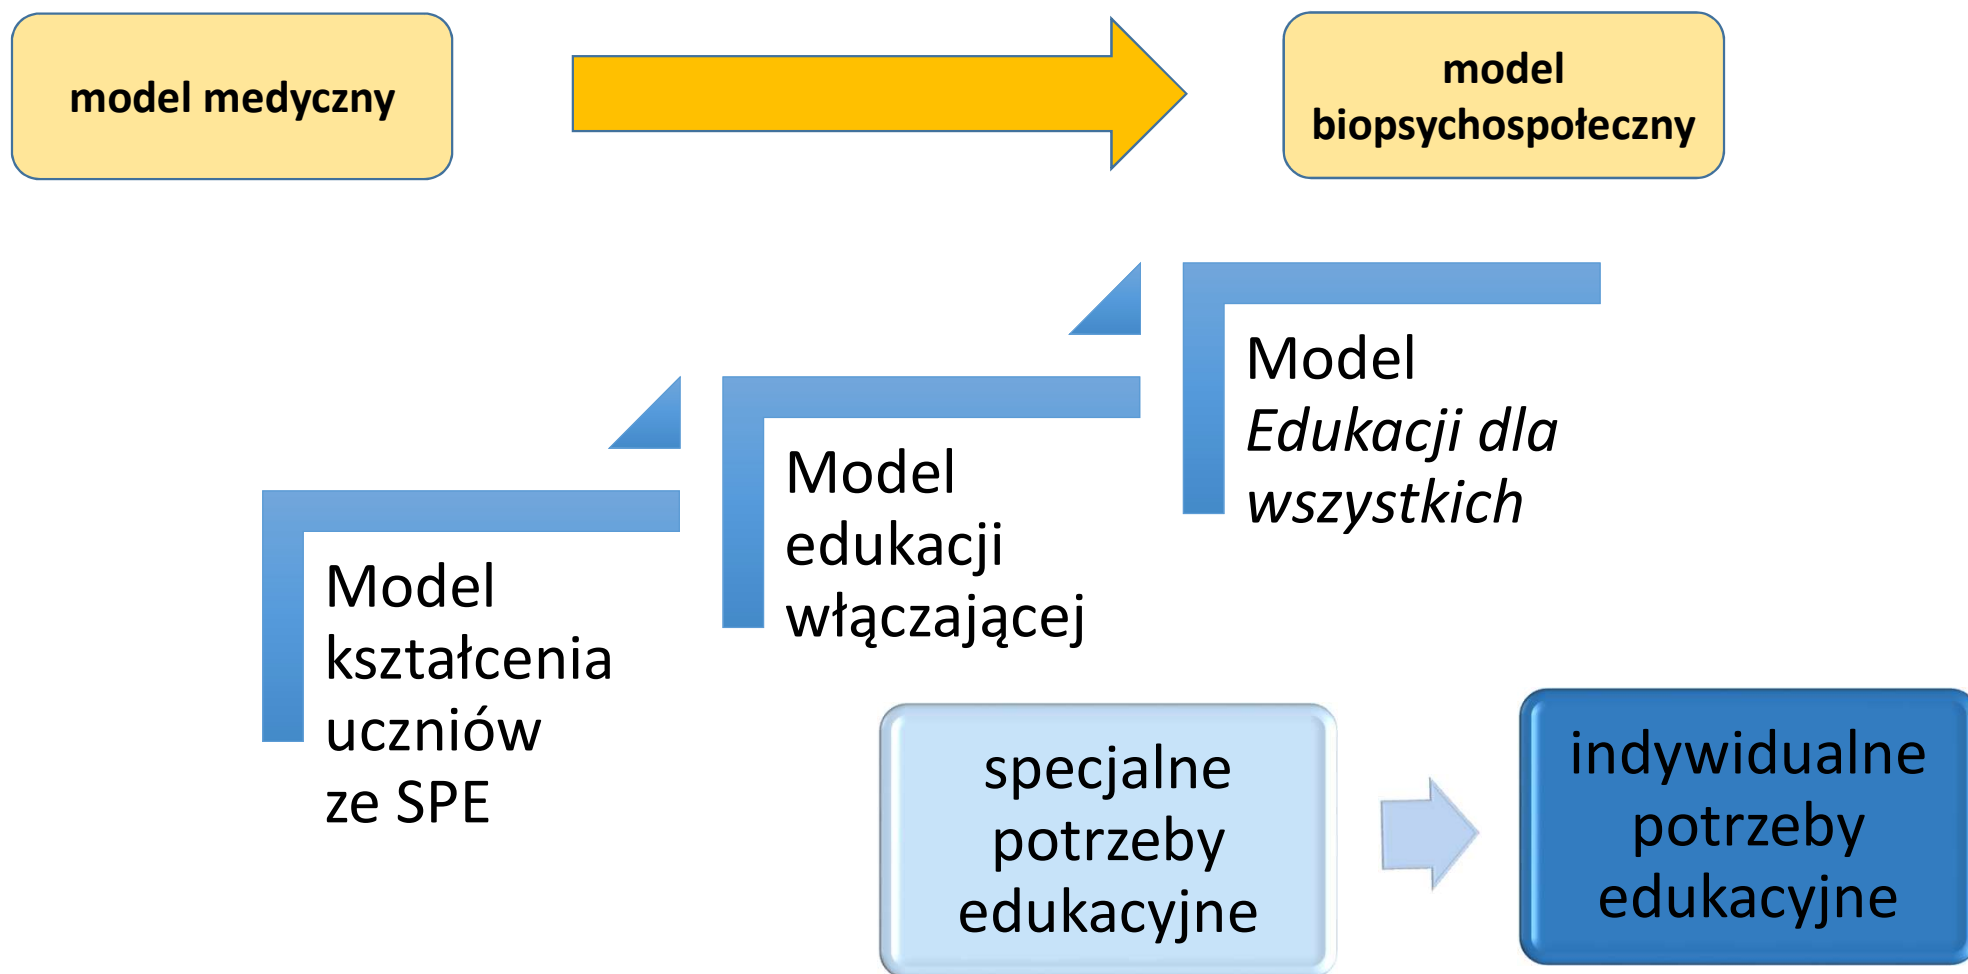 model medyczny
model
biopsychospołeczny
Model
kształcenia
uczniów
ze SPE
Model
edukacji
włączającej
Model
Edukacji dla
wszystkich
specjalne
potrzeby
edukacyjne
indywidualne
potrzeby
edukacyjne